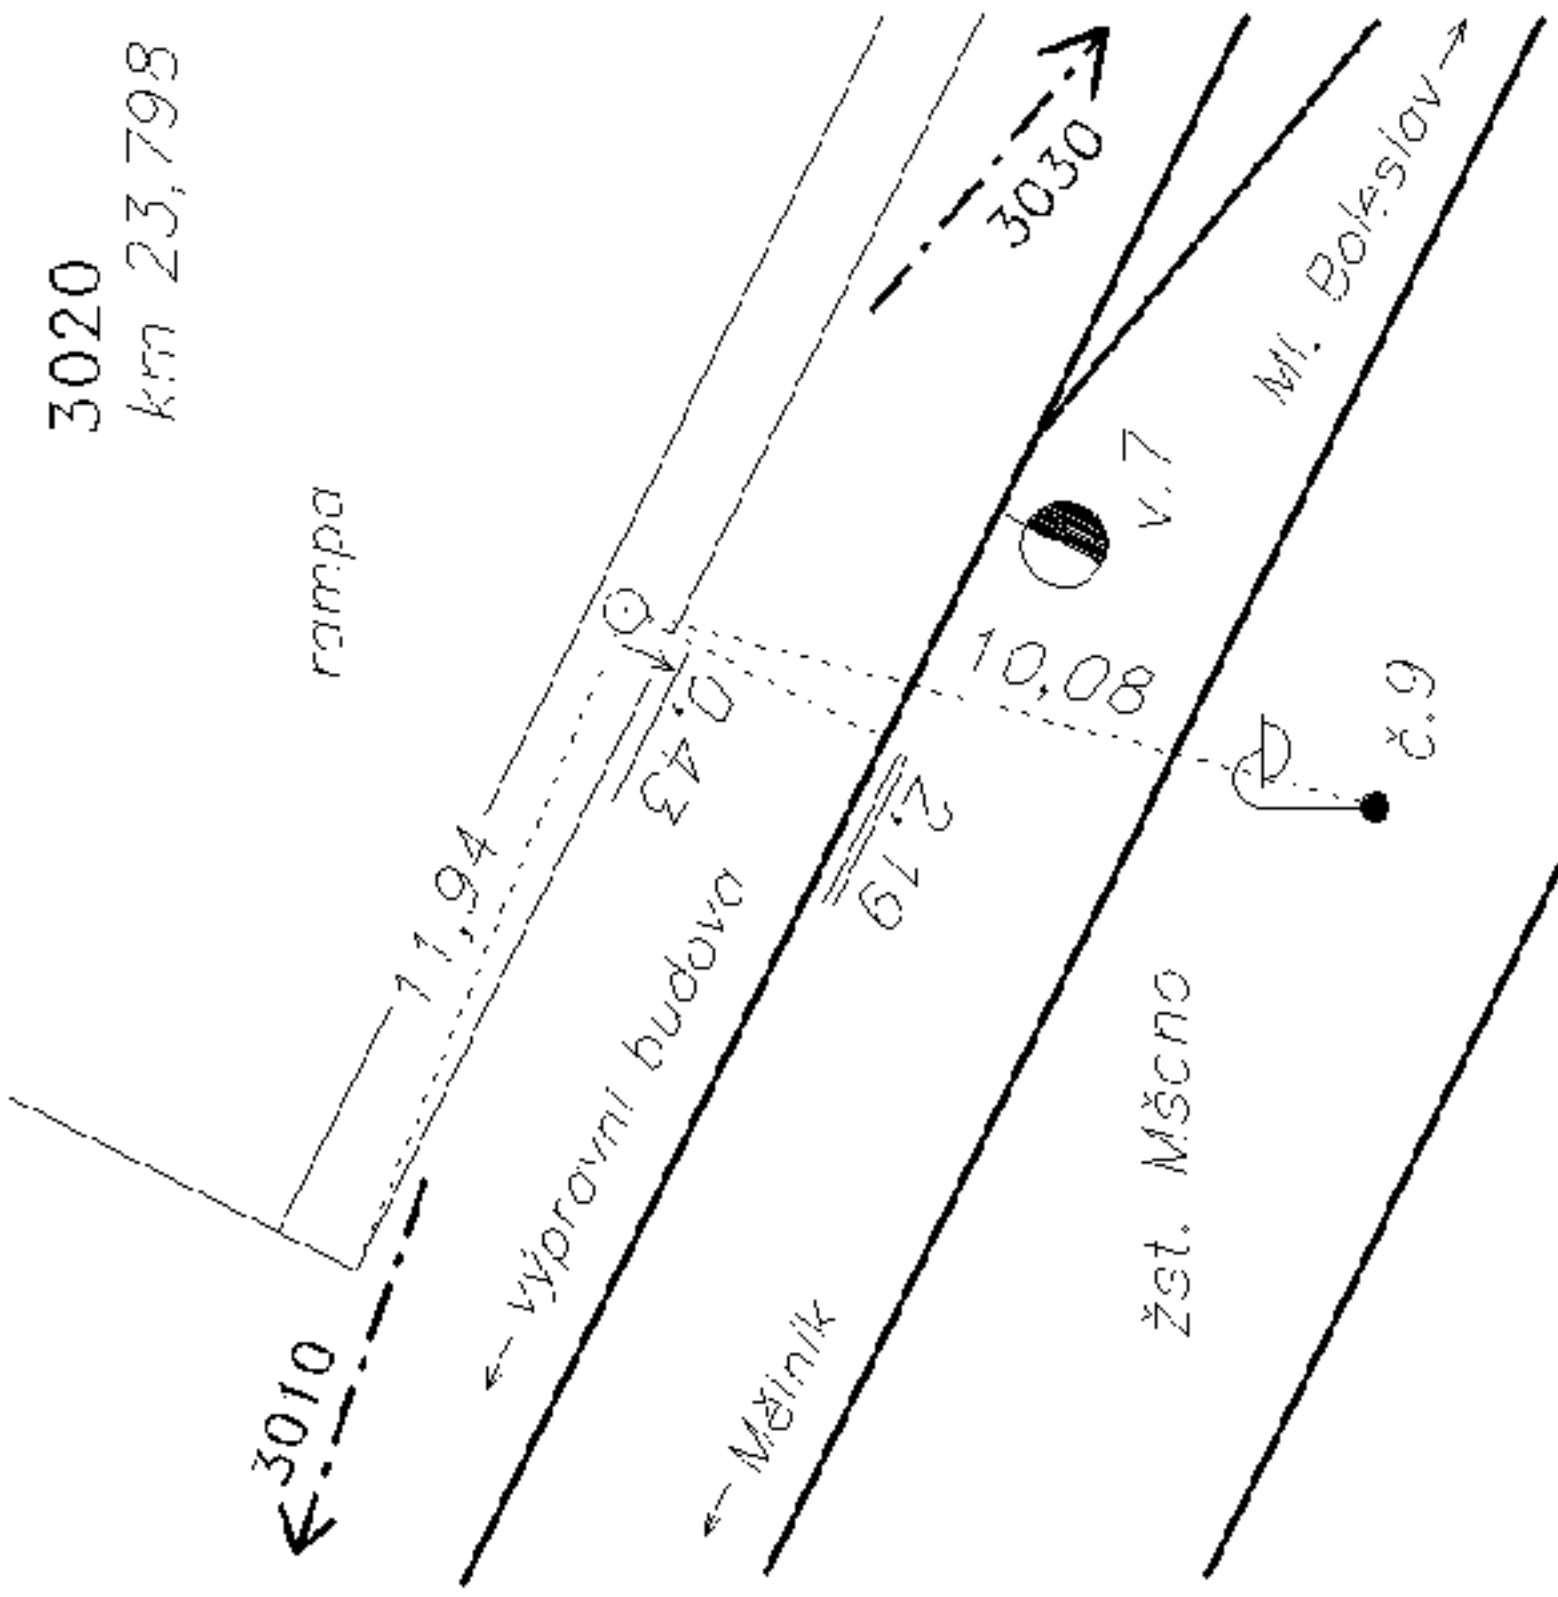 3020
km 23,798
rampa
3030
Ml. Boleslav
v.7
10,08
č.9
0,43
2,19
11,94
výpravní budova
žst. Mšeno
Mělník
3010